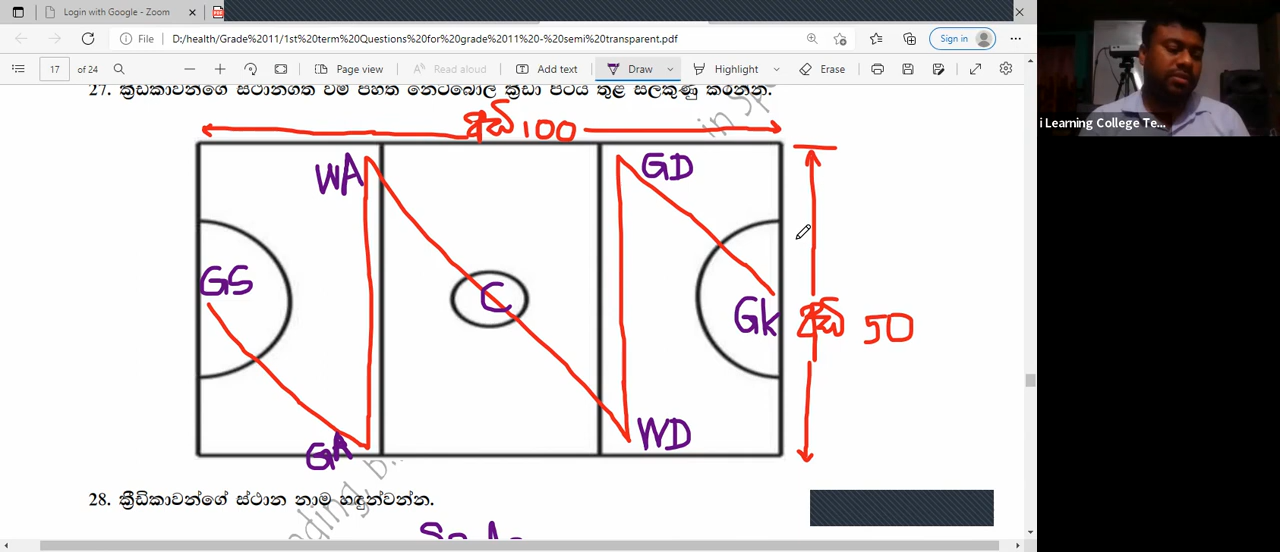 Login with Google - Zoom
File
D:/health/Grade%2011/1st%20term%20Questions%20for%20grade%2011%20-%20semi%20transparent.pdf
Sign in
17 of 24
Page view
Read aloud
Add text
Draw
Highlight
Erase
i Learning College Te...
27. ක්‍රීඩිකාවන්ගේ ස්ථානගත වීම පහත නෙට්බෝල් ක්‍රීඩා පිටිය තුළ සලකුණු කරන්න.
අඩි 100
in
WA
GD
GS
C
GK
අඩි 50
GA
WD
28. ක්‍රීඩිකාවන්ගේ ස්ථාන නාම හඳුන්වන්න.